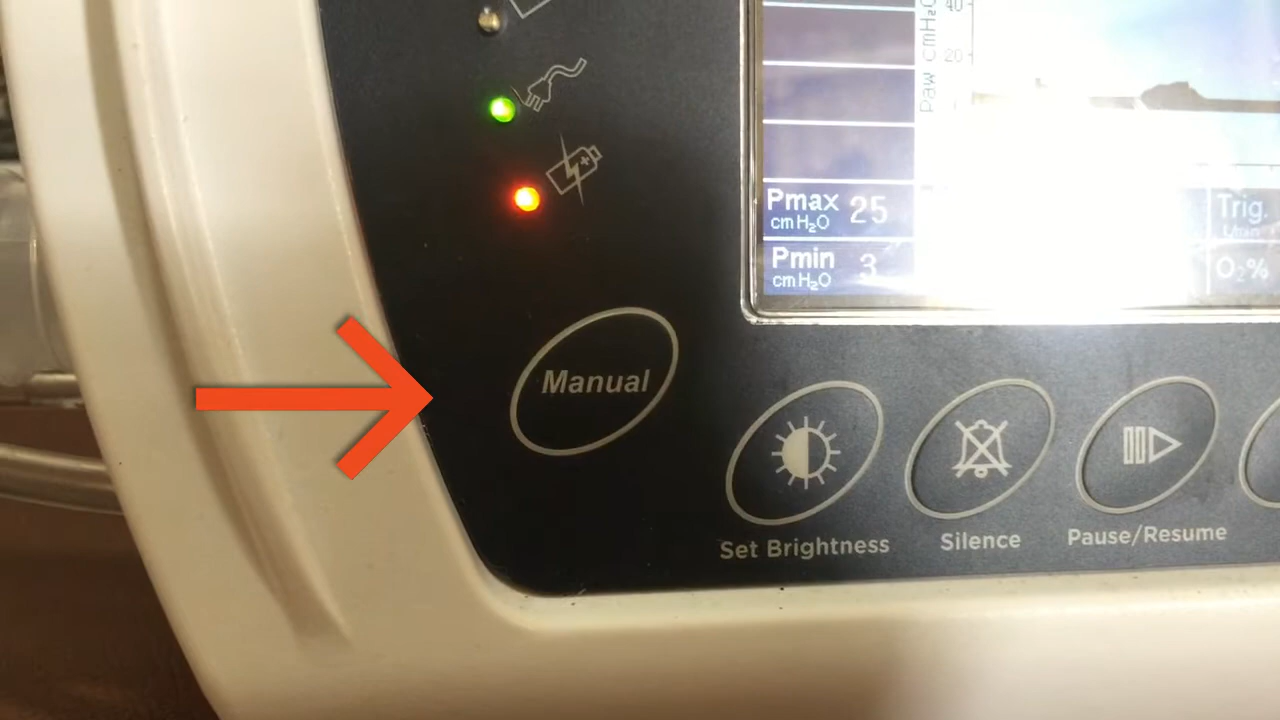 40
Paw cmH₂O
20
Pmax 25
cmH₂O
Trig.
L/min
Pmin 3
cmH₂O
O₂%
Manual
Set Brightness
Silence
Pause/Resume